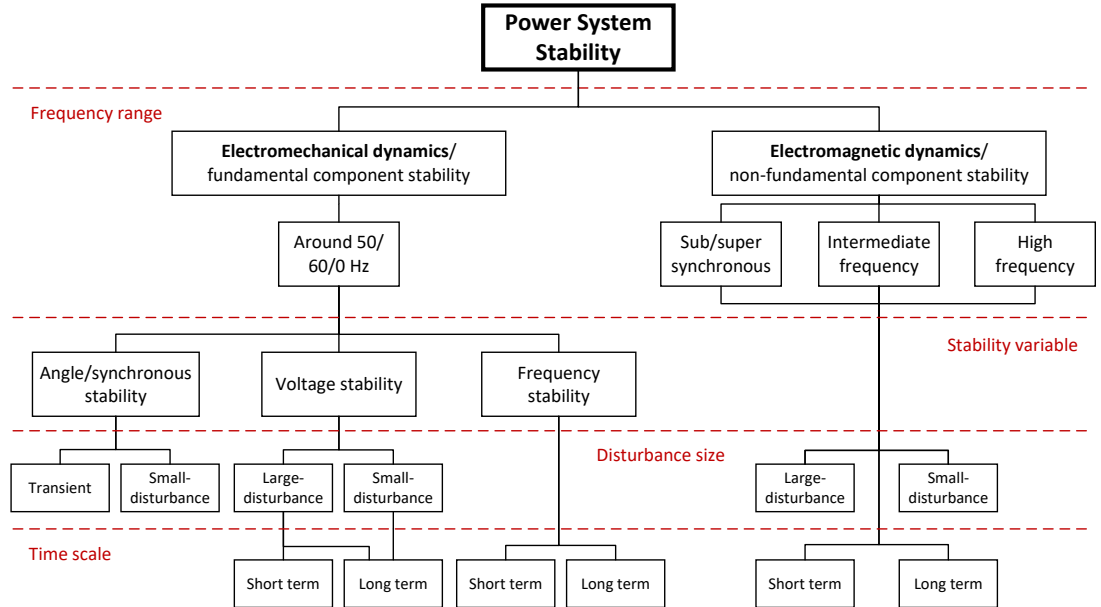 Power System
Stability
Frequency range
Electromechanical dynamics/
fundamental component stability
Electromagnetic dynamics/
non-fundamental component stability
Around 50/
60/0 Hz
Sub/super
synchronous
Intermediate
frequency
High
frequency
Stability variable
Angle/synchronous
stability
Voltage stability
Frequency
stability
Disturbance size
Transient
Small-
disturbance
Large-
disturbance
Small-
disturbance
Large-
disturbance
Small-
disturbance
Time scale
Short term
Long term
Short term
Long term
Short term
Long term